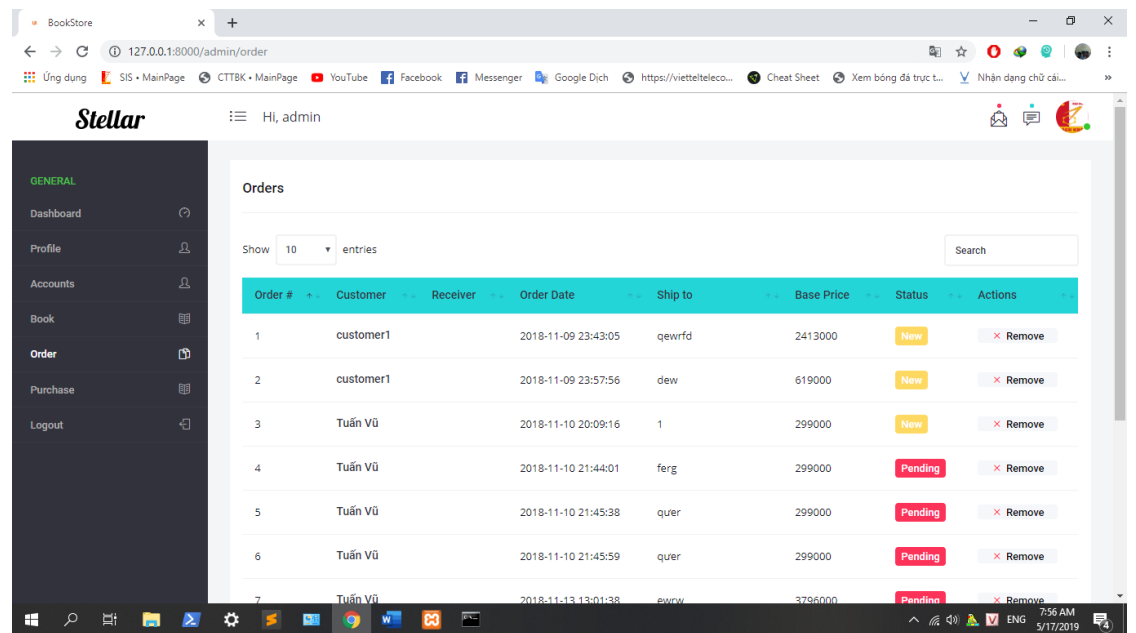 BookStore
127.0.0.1:8000/admin/order
Ứng dụng SIS • MainPage CTTBK • MainPage YouTube Facebook Messenger Google Dịch https://viettelteleco... Cheat Sheet Xem bóng đá trực t... Nhận dạng chữ cái... »
Stellar Hi, admin
GENERAL
Dashboard
Profile
Accounts
Book
Order
Purchase
Logout
Orders
Show 10 entries Search
Order # Customer Receiver Order Date Ship to Base Price Status Actions
1 customer1 2018-11-09 23:43:05 qewrfd 2413000 New × Remove
2 customer1 2018-11-09 23:57:56 dew 619000 New × Remove
3 Tuấn Vũ 2018-11-10 20:09:16 1 299000 New × Remove
4 Tuấn Vũ 2018-11-10 21:44:01 ferg 299000 Pending × Remove
5 Tuấn Vũ 2018-11-10 21:45:38 qưer 299000 Pending × Remove
6 Tuấn Vũ 2018-11-10 21:45:59 qưer 299000 Pending × Remove
7 Tuấn Vũ 2018-11-13 13:01:38 ewrw 3796000 Pending × Remove
ENG 7:56 AM
5/17/2019